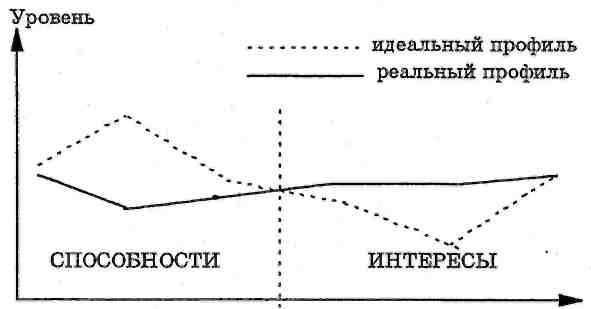 Уровень
идеальный профиль
реальный профиль
СПОСОБНОСТИ
ИНТЕРЕСЫ